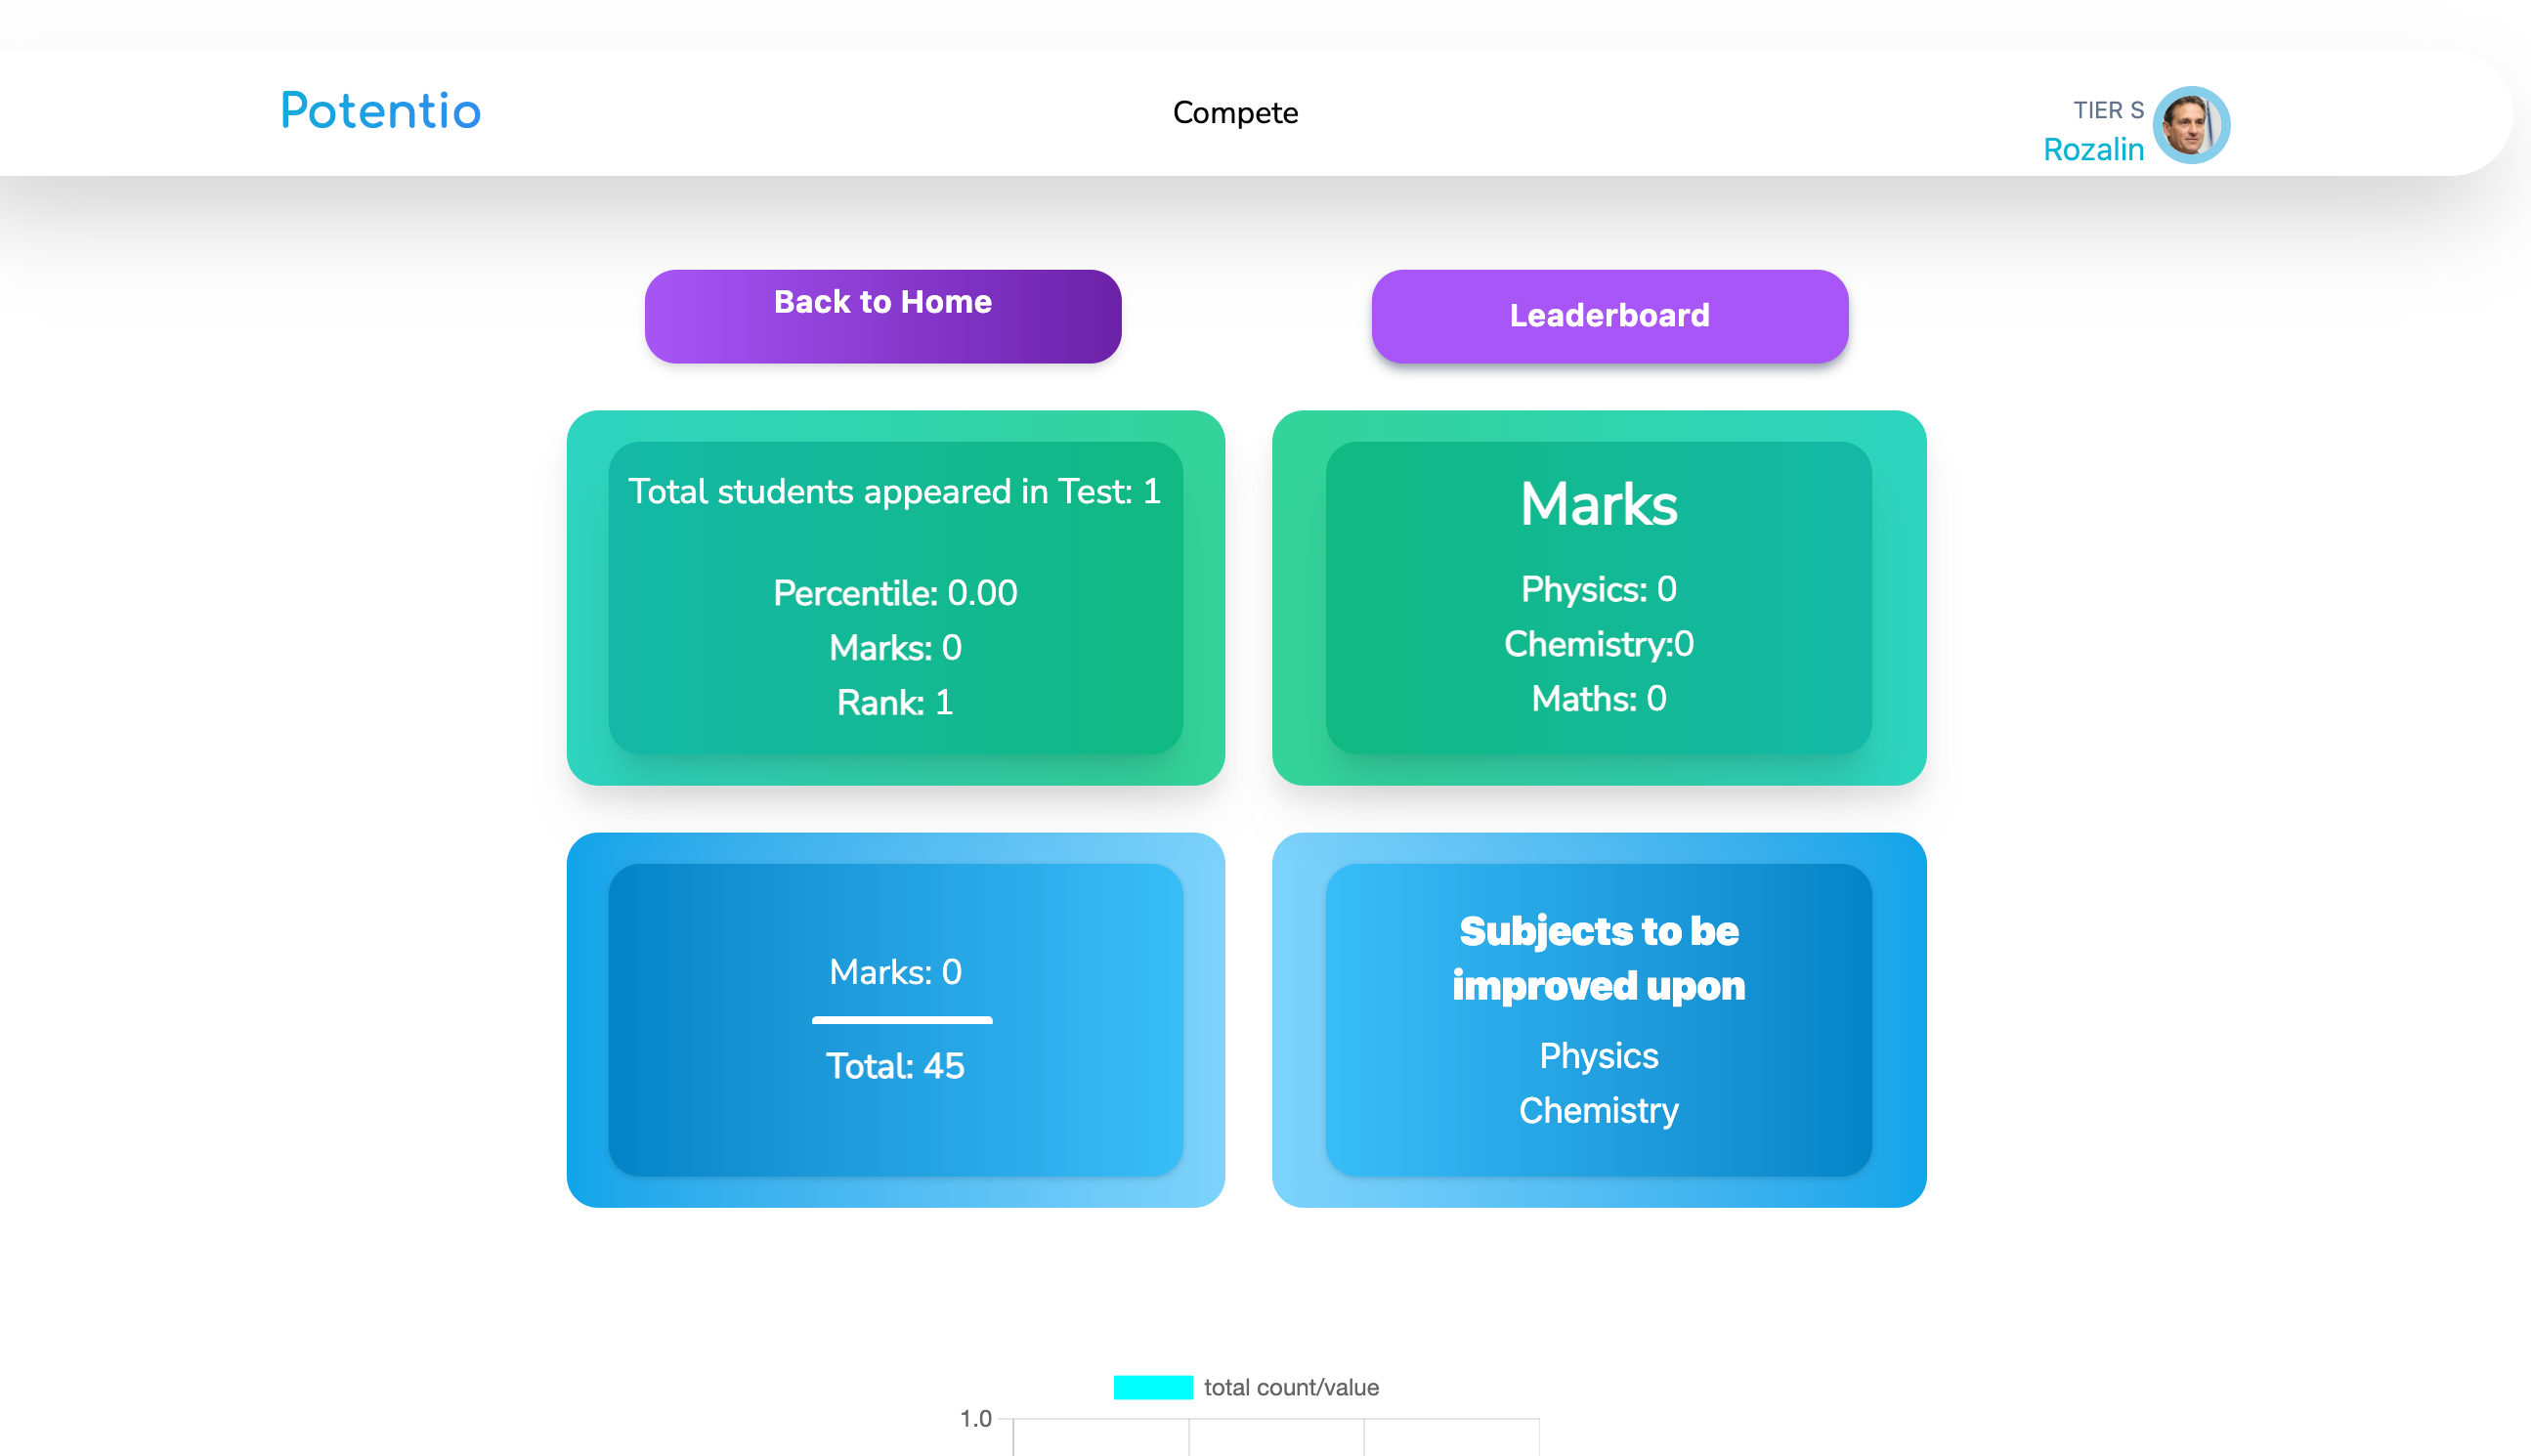 Potentio
Compete
TIER S
Rozalin
Back to Home
Leaderboard
Total students appeared in Test: 1
Percentile: 0.00
Marks: 0
Rank: 1
Marks
Physics: 0
Chemistry:0
Maths: 0
Marks: 0
Total: 45
Subjects to be
improved upon
Physics
Chemistry
total count/value
1.0